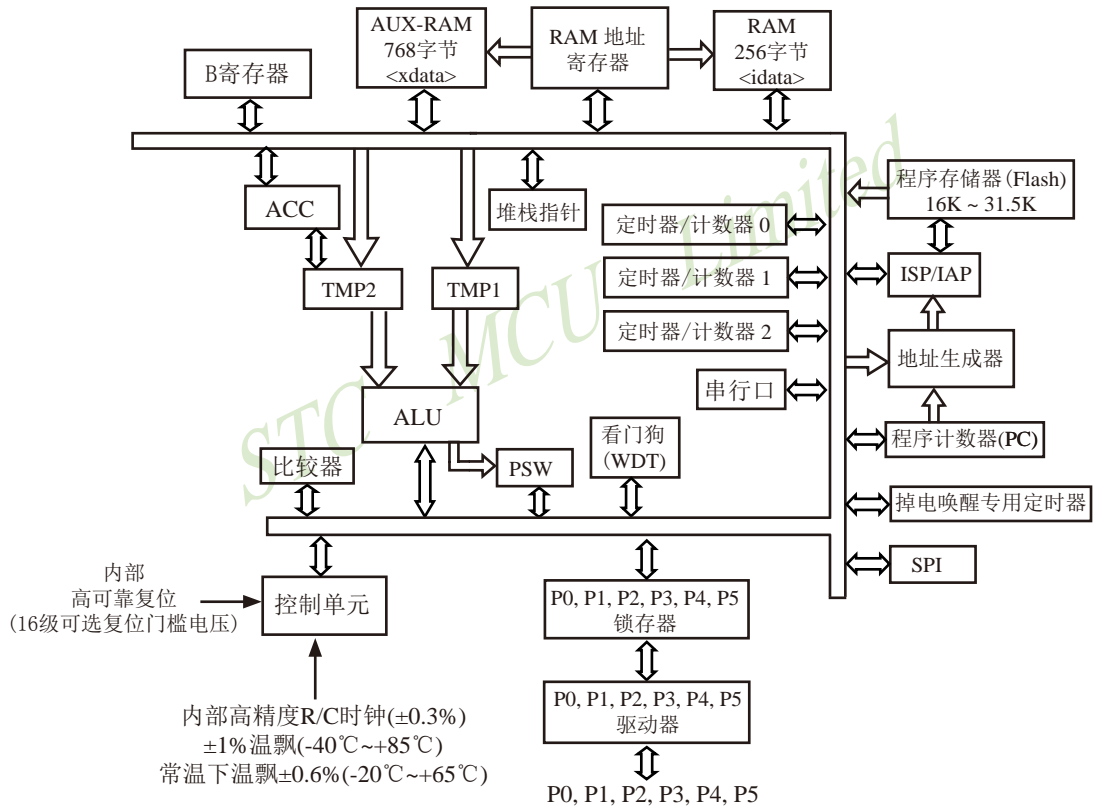 AUX-RAM
768字节
<xdata>
RAM 地址
寄存器
RAM
256字节
<idata>
B寄存器
ACC
堆栈指针
程序存储器(Flash)
16K ~ 31.5K
定时器/计数器 0
TMP2
TMP1
定时器/计数器 1
ISP/IAP
定时器/计数器 2
地址生成器
串行口
ALU
程序计数器(PC)
看门狗
(WDT)
比较器
PSW
掉电唤醒专用定时器
SPI
内部
高可靠复位
(16级可选复位门槛电压)
控制单元
P0, P1, P2, P3, P4, P5
锁存器
P0, P1, P2, P3, P4, P5
驱动器
内部高精度R/C时钟(±0.3%)
±1%温飘(-40℃~+85℃)
常温下温飘±0.6%(-20℃~+65℃)
P0, P1, P2, P3, P4, P5
STC MCU Limited